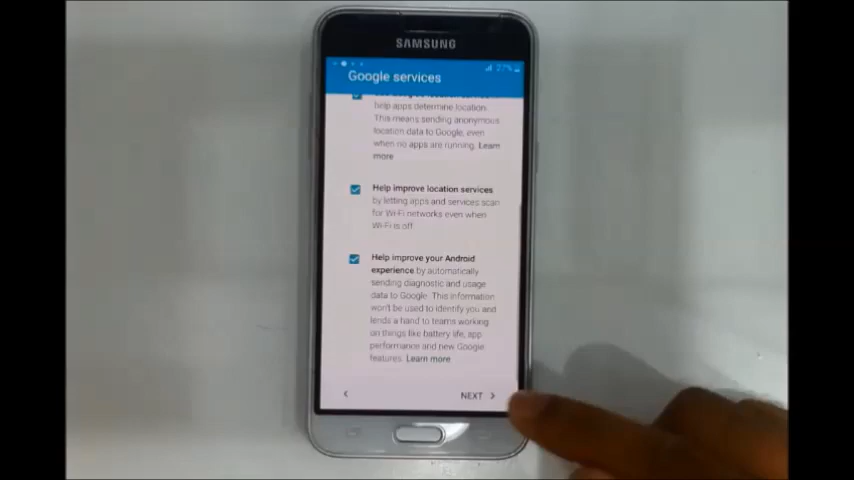 SAMSUNG
27%
Google services
help apps determine location.
This means sending anonymous
location data to Google, even
when no apps are running. Learn
more
Help improve location services
by letting apps and services scan
for Wi-Fi networks even when
Wi-Fi is off.
Help improve your Android
experience by automatically
sending diagnostic and usage
data to Google. This information
won't be used to identify you and
lends a hand to teams working
on things like battery life, app
performance and new Google
features. Learn more
NEXT